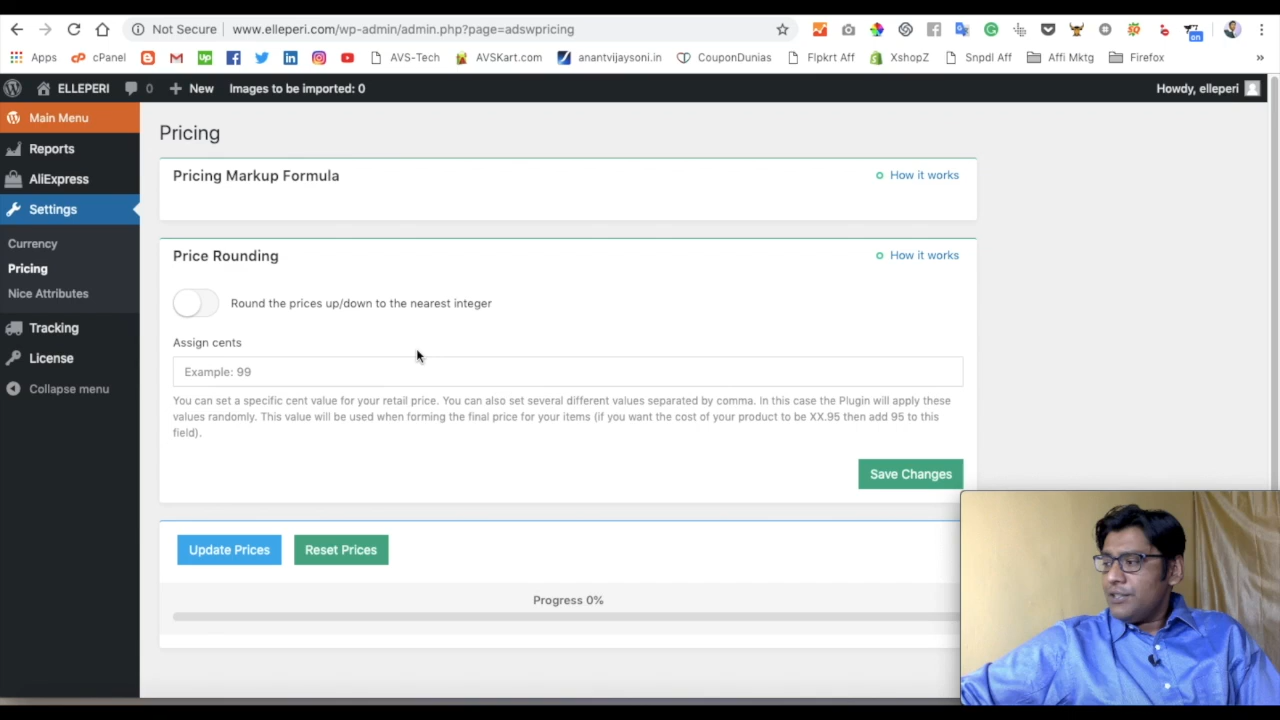 Not Secure www.elleperi.com/wp-admin/admin.php?page=adswpricing
on
Apps cPanel Up AVS-Tech AVSKart.com anantvijaysoni.in CouponDunias Flpkrt Aff XshopZ Snpdl Aff Affi Mktg Firefox »
ELLEPERI 0 + New Images to be imported: 0 Howdy, elleperi
Main Menu
Reports
AliExpress
Settings
Currency
Pricing
Nice Attributes
Tracking
License
Collapse menu
Pricing
Pricing Markup Formula How it works
Price Rounding How it works
Round the prices up/down to the nearest integer
Assign cents
Example: 99
You can set a specific cent value for your retail price. You can also set several different values separated by comma. In this case the Plugin will apply these
values randomly. This value will be used when forming the final price for your items (if you want the cost of your product to be XX.95 then add 95 to this
field).
Save Changes
Update Prices Reset Prices
Progress 0%